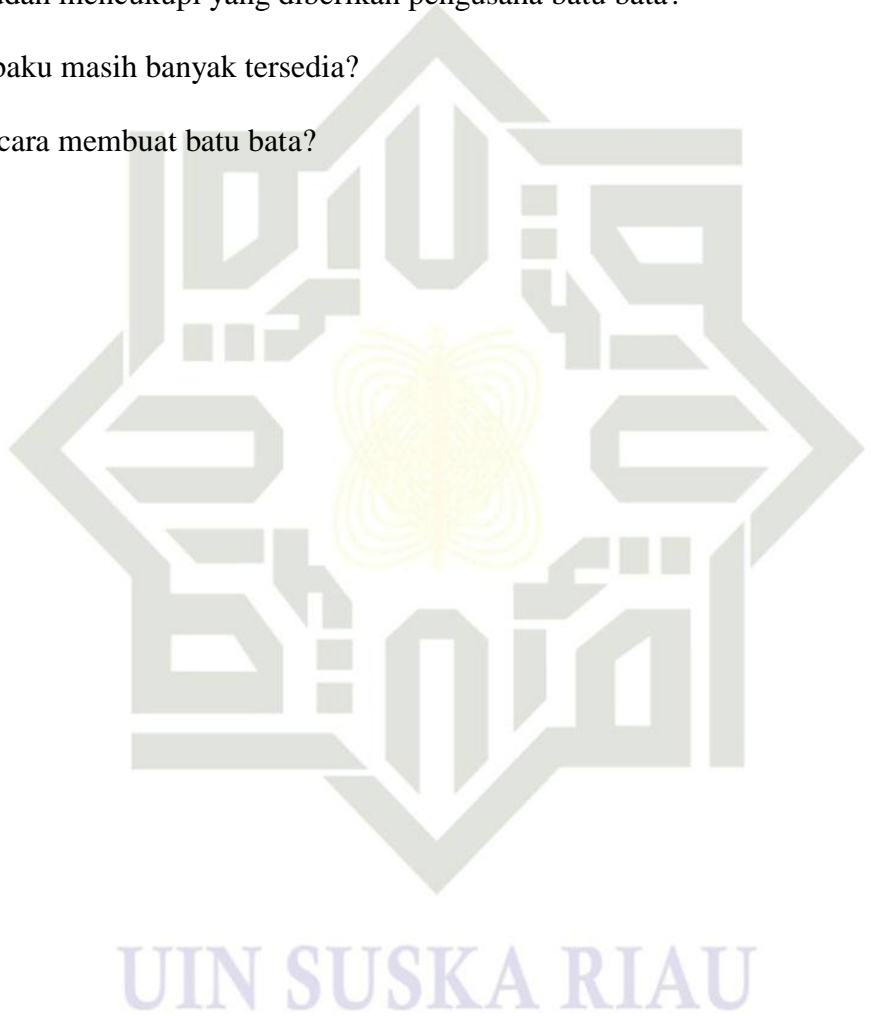 mencukupi yang diberikan pengusaha batu bata?
baku masih banyak tersedia?
cara membuat batu bata?
UIN SUSKA RIAU